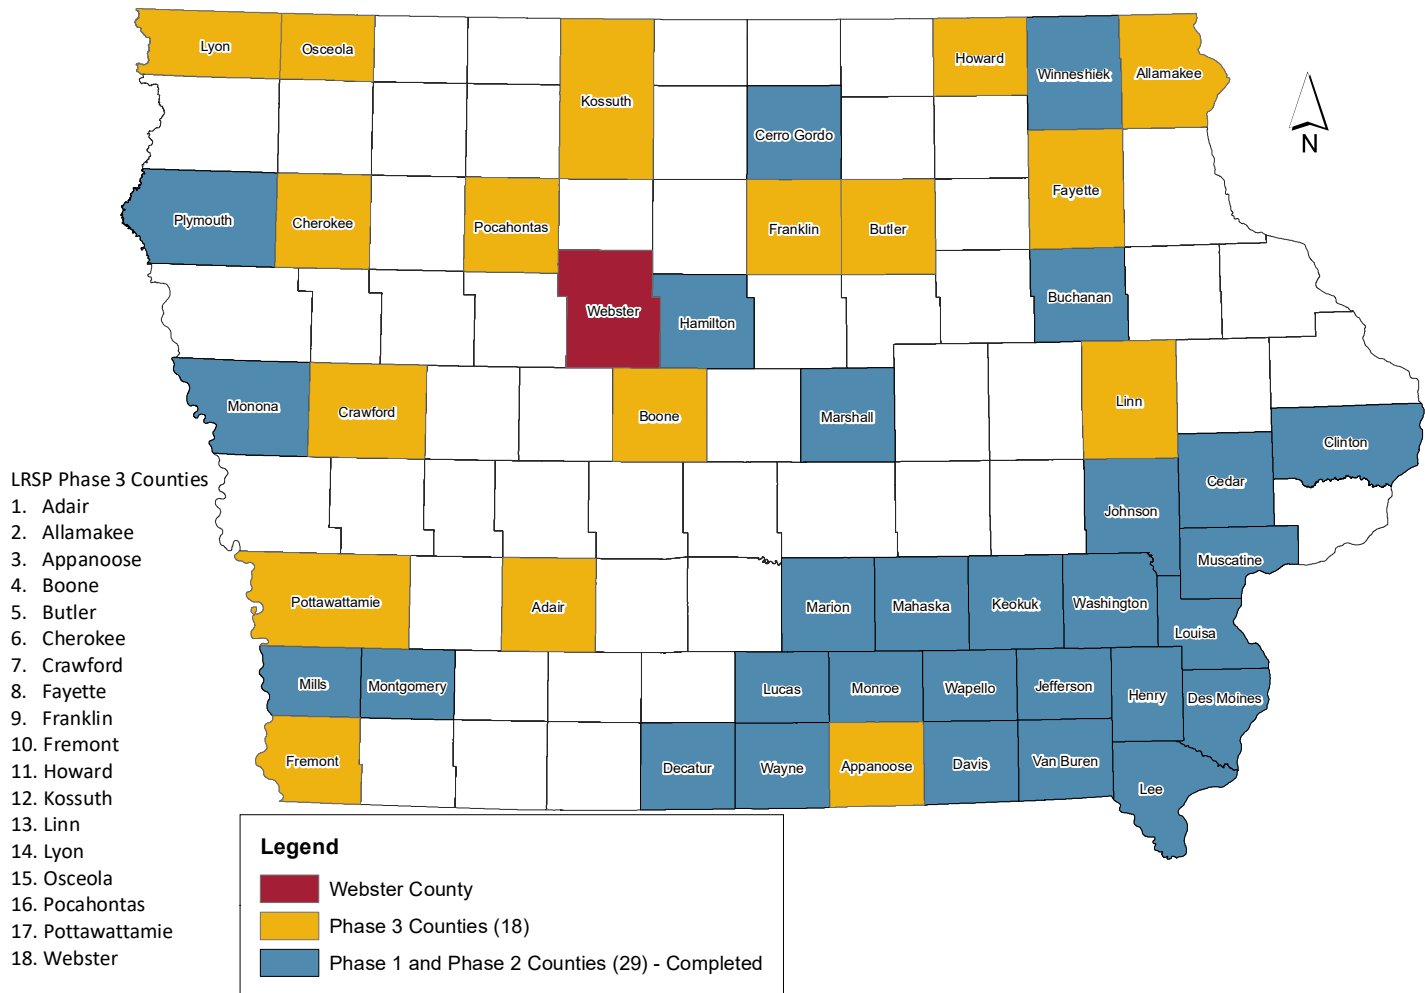 Lyon
Osceola
Kossuth
Howard
Winneshiek
Allamakee
Cerro Gordo
Plymouth
Cherokee
Pocahontas
Franklin
Butler
Fayette
N
Webster
Hamilton
Buchanan
Monona
Crawford
Boone
Marshall
Linn
Clinton
Cedar
Johnson
Muscatine
Pottawattamie
Adair
Marion
Mahaska
Keokuk
Washington
Louisa
Mills
Montgomery
Lucas
Monroe
Wapello
Jefferson
Henry
Des Moines
Fremont
Decatur
Wayne
Appanoose
Davis
Van Buren
Lee
LRSP Phase 3 Counties
1. Adair
2. Allamakee
3. Appanoose
4. Boone
5. Butler
6. Cherokee
7. Crawford
8. Fayette
9. Franklin
10. Fremont
11. Howard
12. Kossuth
13. Linn
14. Lyon
15. Osceola
16. Pocahontas
17. Pottawattamie
18. Webster
Legend
Webster County
Phase 3 Counties (18)
Phase 1 and Phase 2 Counties (29) - Completed